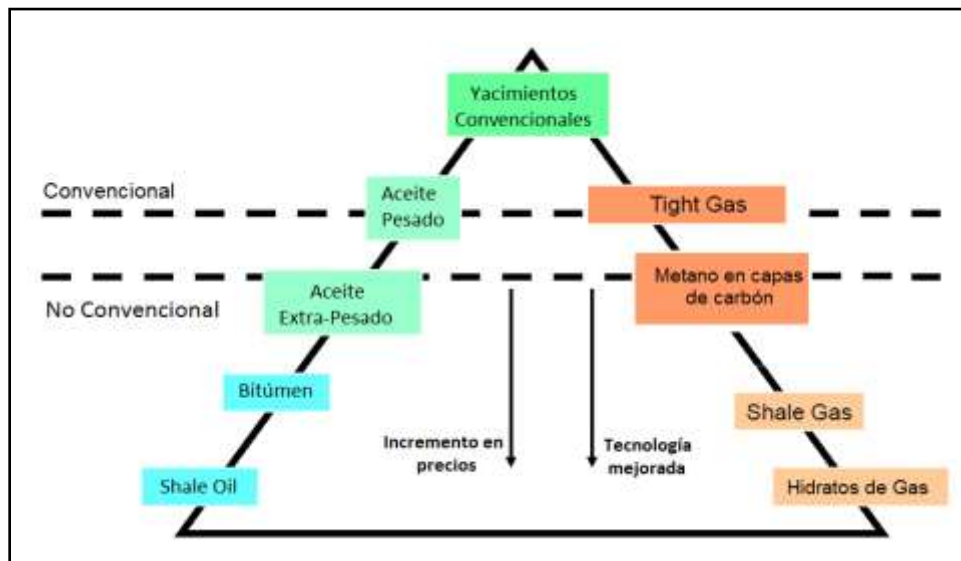 Yacimientos
Convencionales
Convencional
Aceite
Pesado
Tight Gas
No Convencional
Aceite
Extra-Pesado
Metano en capas
de carbón
Bitúmen
Shale Gas
Incremento en
precios
Tecnología
mejorada
Shale Oil
Hidratos de Gas